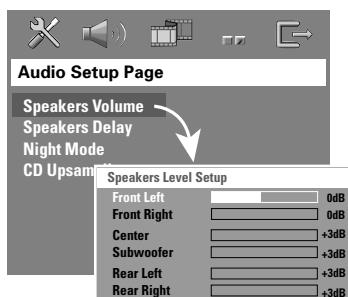 Audio Setup Page
Speakers Volume
Speakers Delay
Night Mode
CD
Speakers Level Setup
Front Left 0dB
Front Right 0dB
Center +3dB
Subwoofer +3dB
Rear Left +3dB
Rear Right +3dB